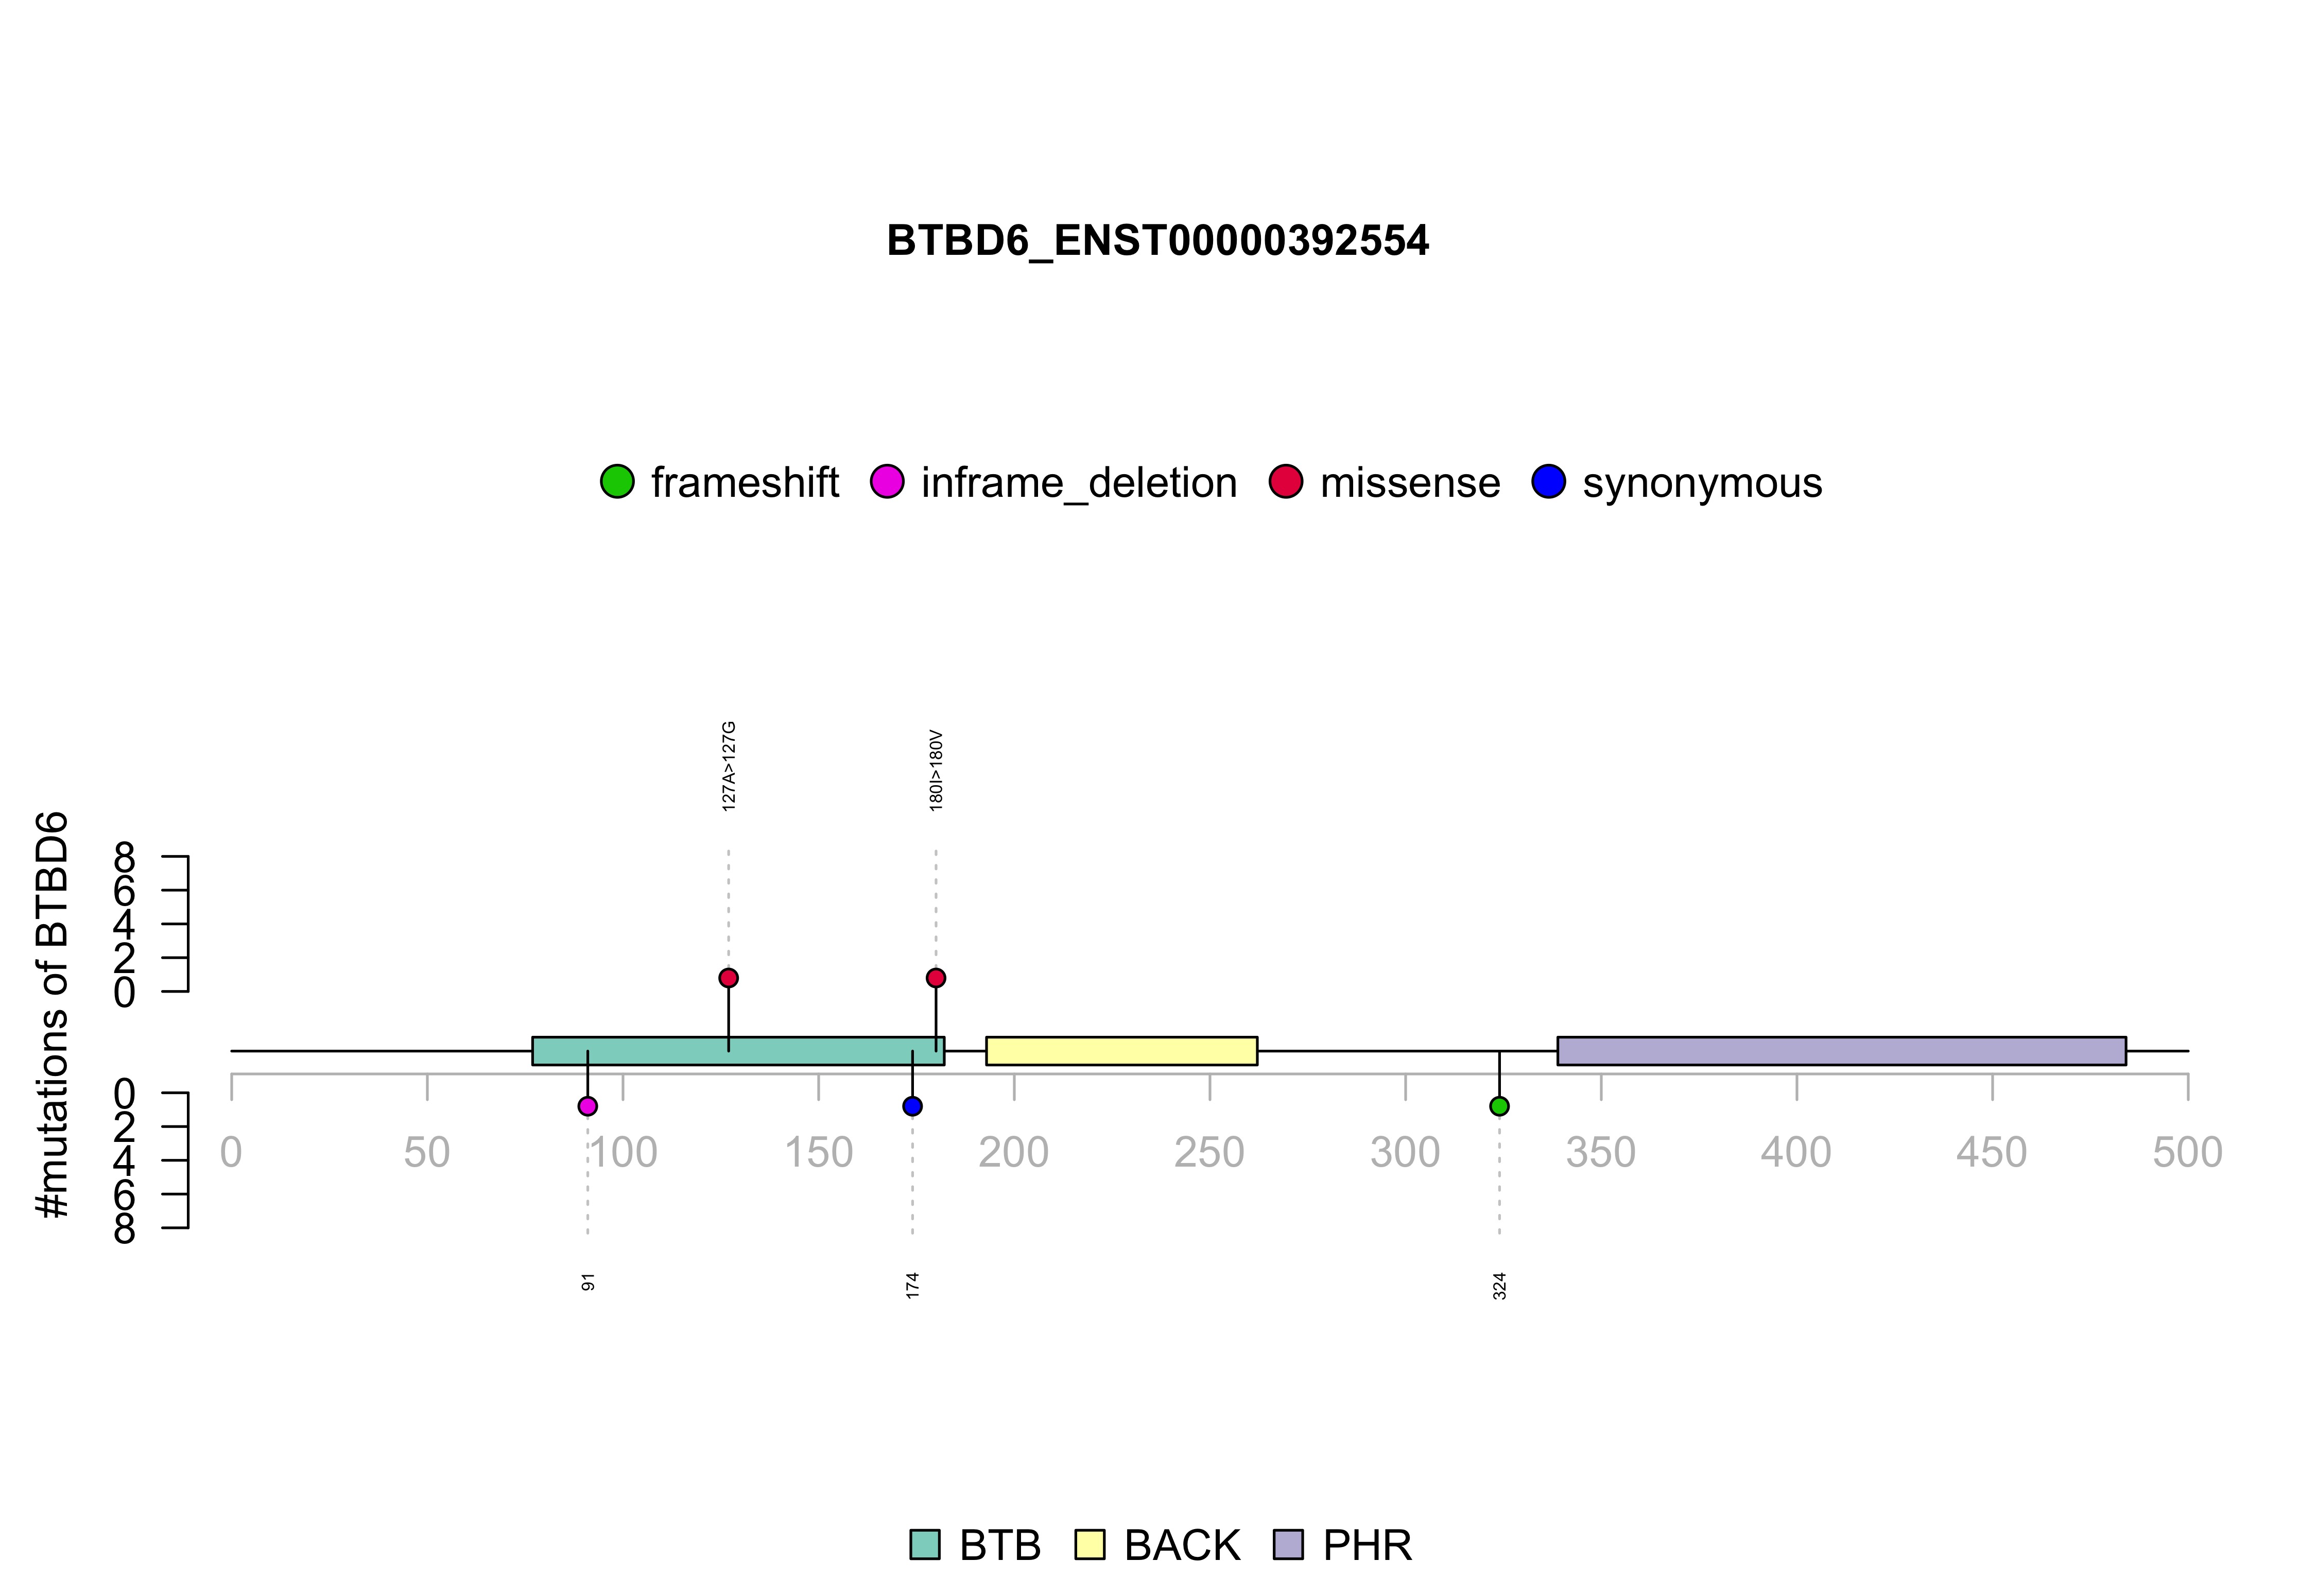 BTBD6_ENST00000392554
frameshift inframe_deletion missense synonymous
127A>127G 180I>180V
#mutations of BTBD6
8
6
4
2
0
0
2
4
6
8
0 50 100 150 200 250 300 350 400 450 500
91 174 324
BTB BACK PHR